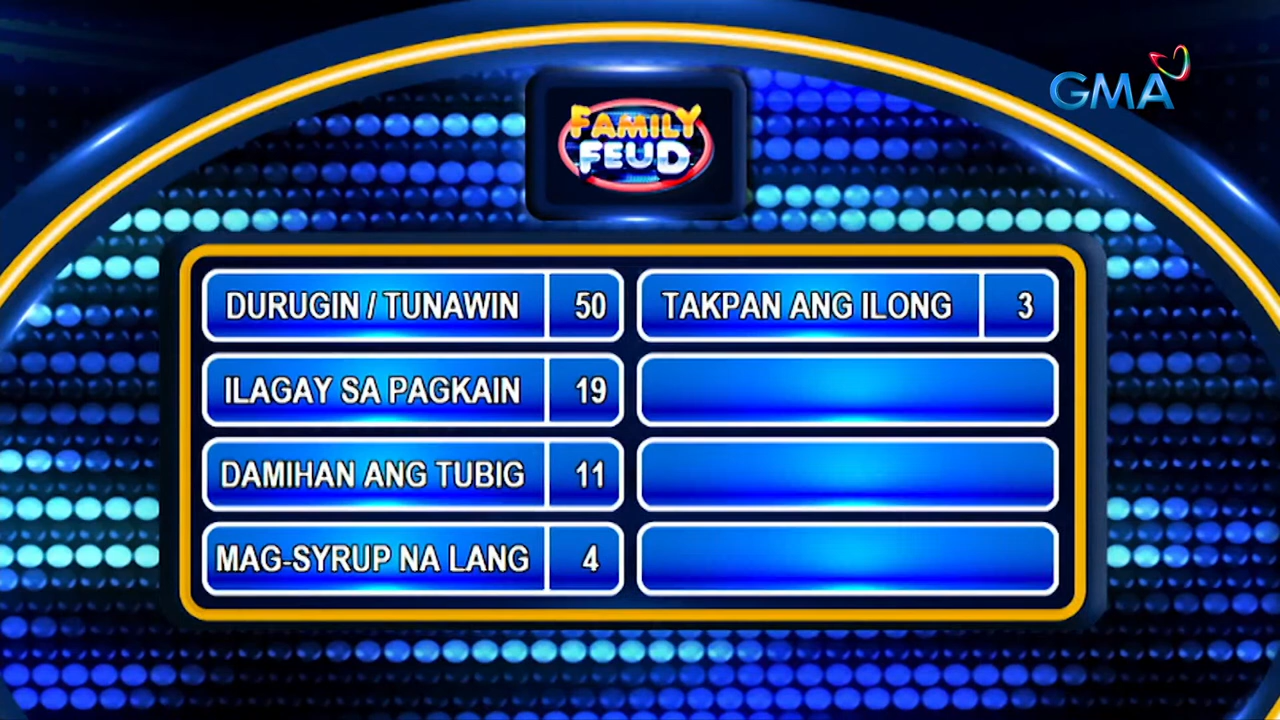 GMA
FAMILY
FEUD
DURUGIN / TUNAWIN 50
ILAGAY SA PAGKAIN 19
DAMIHAN ANG TUBIG 11
MAG-SYRUP NA LANG 4
TAKPAN ANG ILONG 3